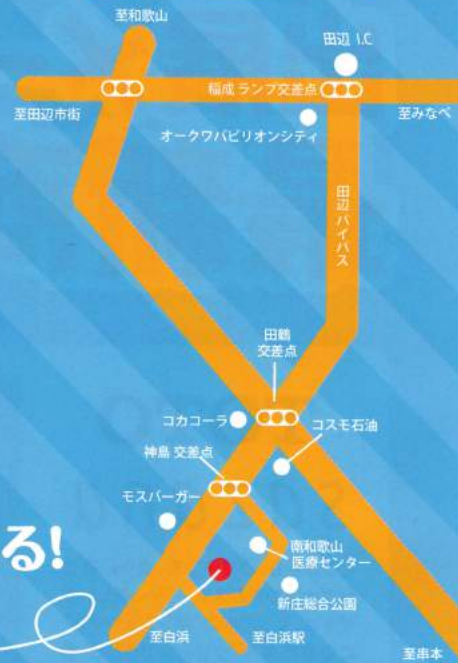 至和歌山
田辺 I.C
稲成 ランプ交差点
至田辺市街
至みなべ
オークワパビリオンシティ
田辺 バイパス
田鶴
交差点
コカコーラ
コスモ石油
神島 交差点
モスバーガー
南和歌山
医療センター
る!
新庄総合公園
至白浜
至白浜駅
至串本